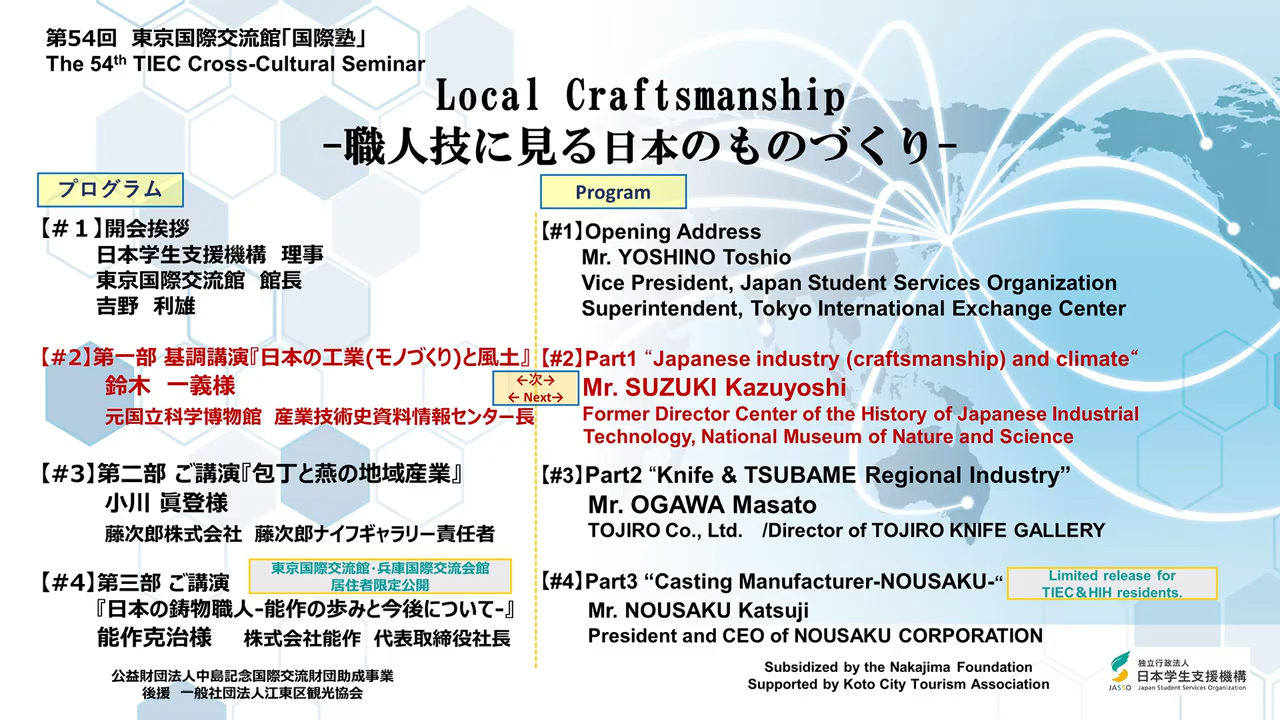 第54回 東京国際交流館「国際塾」
The 54th TIEC Cross-Cultural Seminar
Local Craftsmanship
-職人技に見る日本のものづくり-
プログラム
【#１】開会挨拶
日本学生支援機構 理事
東京国際交流館 館長
吉野 利雄
【#2】第一部 基調講演『日本の工業(モノづくり)と風土』
鈴木 一義様
元国立科学博物館 産業技術史資料情報センター長
【#3】第二部 ご講演『包丁と燕の地域産業』
小川 眞登様
藤次郎株式会社 藤次郎ナイフギャラリー責任者
【#4】第三部 ご講演
東京国際交流館・兵庫国際交流会館
居住者限定公開
『日本の鋳物職人-能作の歩みと今後について-』
能作克治様 株式会社能作 代表取締役社長
公益財団法人中島記念国際交流財団助成事業
後援 一般社団法人江東区観光協会
←次→
← Next→
Program
【#1】Opening Address
Mr. YOSHINO Toshio
Vice President, Japan Student Services Organization
Superintendent, Tokyo International Exchange Center
【#2】Part1 “Japanese industry (craftsmanship) and climate“
Mr. SUZUKI Kazuyoshi
Former Director Center of the History of Japanese Industrial
Technology, National Museum of Nature and Science
【#3】Part2 “Knife & TSUBAME Regional Industry”
Mr. OGAWA Masato
TOJIRO Co., Ltd. /Director of TOJIRO KNIFE GALLERY
【#4】Part3 “Casting Manufacturer-NOUSAKU-“
Limited release for
TIEC＆HIH residents.
Mr. NOUSAKU Katsuji
President and CEO of NOUSAKU CORPORATION
Subsidized by the Nakajima Foundation
Supported by Koto City Tourism Association
JASSO
独立行政法人
日本学生支援機構
Japan Student Services Organization